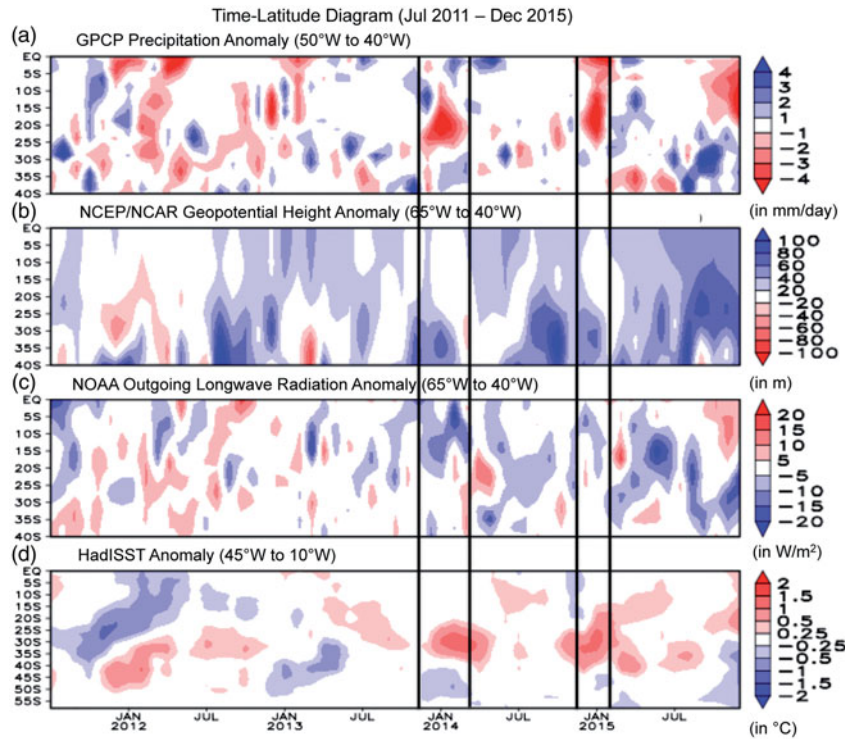 Time-Latitude Diagram (Jul 2011 – Dec 2015)
(a) GPCP Precipitation Anomaly (50°W to 40°W)
EQ
5S
10S
15S
20S
25S
30S
35S
40S
4
3
2
1
−1
−2
−3
−4
(in mm/day)
(b) NCEP/NCAR Geopotential Height Anomaly (65°W to 40°W)
EQ
5S
10S
15S
20S
25S
30S
35S
40S
100
80
60
40
20
−20
−40
−60
−80
−100
(in m)
(c) NOAA Outgoing Longwave Radiation Anomaly (65°W to 40°W)
EQ
5S
10S
15S
20S
25S
30S
35S
40S
20
15
10
5
−5
−10
−15
−20
(in W/m²)
(d) HadISST Anomaly (45°W to 10°W)
EQ
5S
10S
15S
20S
25S
30S
35S
40S
45S
50S
55S
2
1.5
1
0.5
0.25
−0.25
−0.5
−1
−1.5
−2
(in °C)
JAN JUL JAN JUL JAN JUL JAN JUL
2012 2013 2014 2015